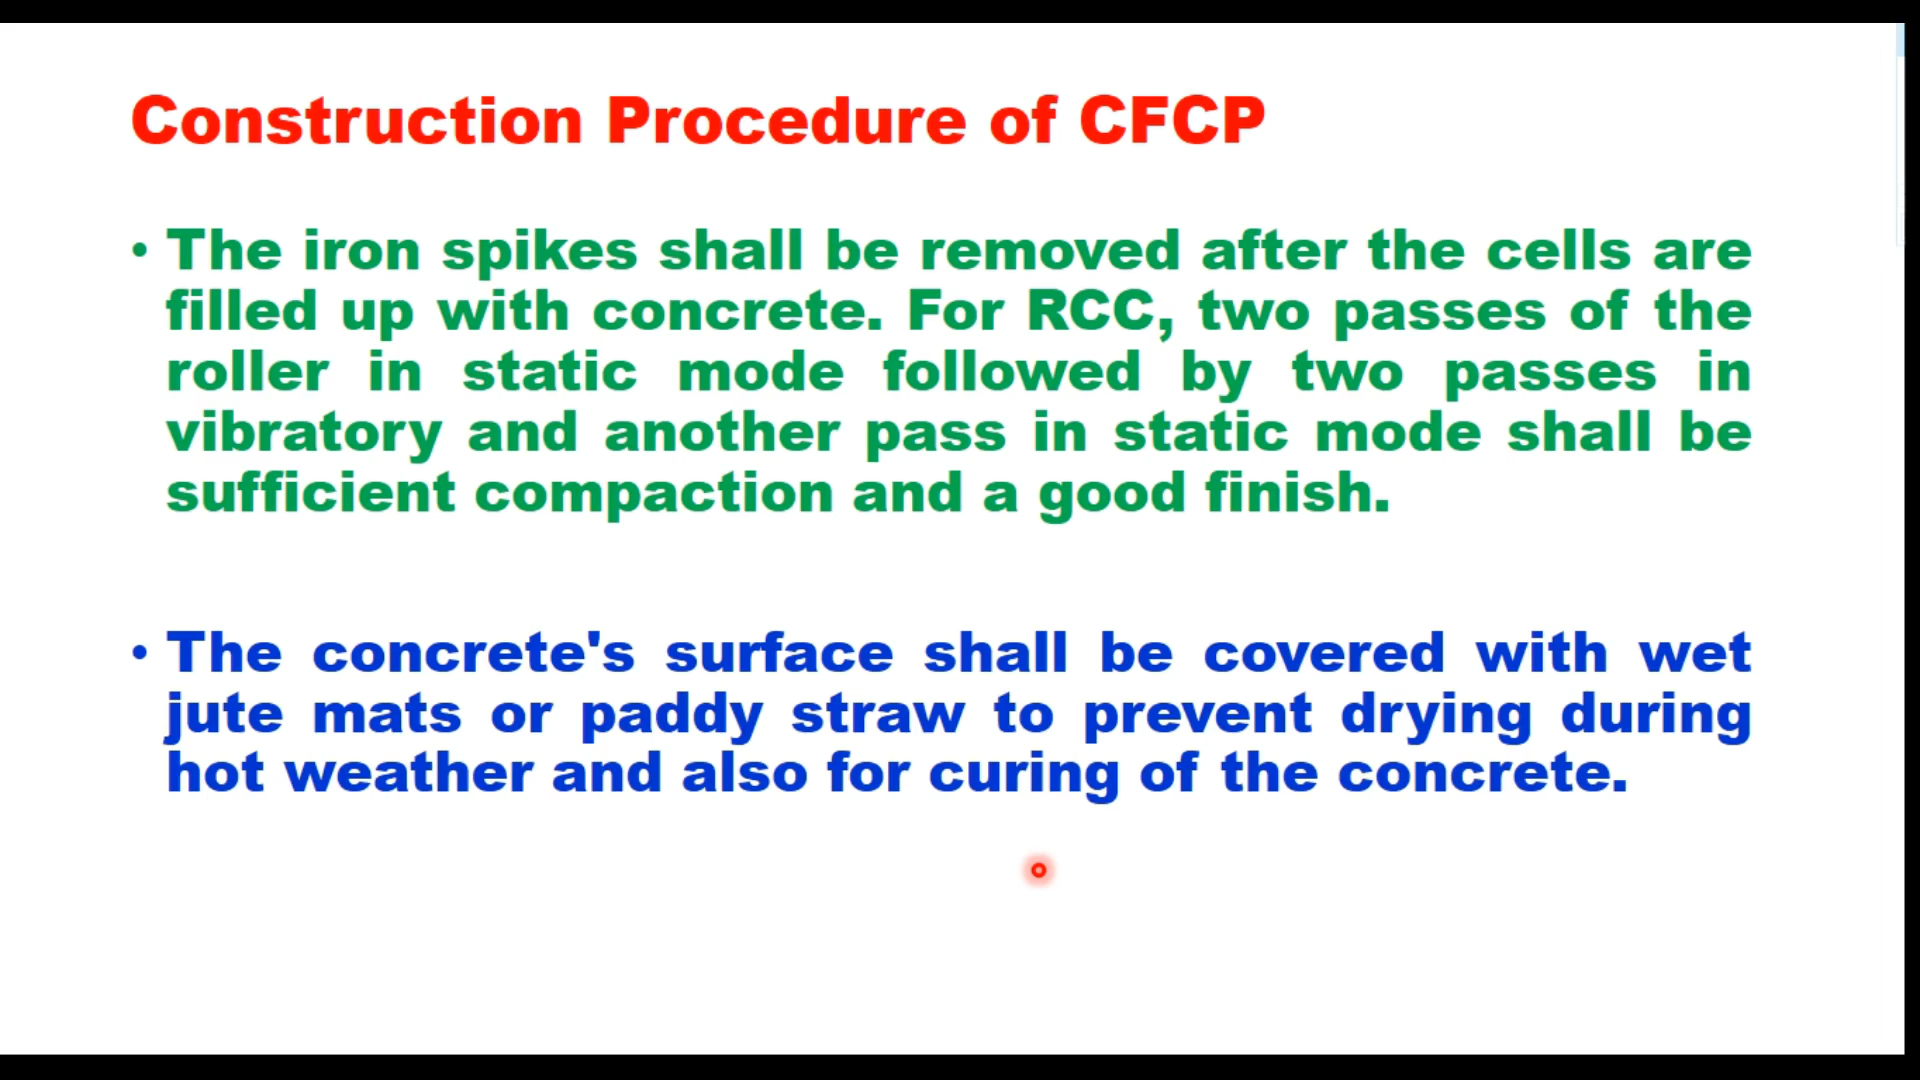 Construction Procedure of CFCP
• The iron spikes shall be removed after the cells are
filled up with concrete. For RCC, two passes of the
roller in static mode followed by two passes in
vibratory and another pass in static mode shall be
sufficient compaction and a good finish.
• The concrete's surface shall be covered with wet
jute mats or paddy straw to prevent drying during
hot weather and also for curing of the concrete.